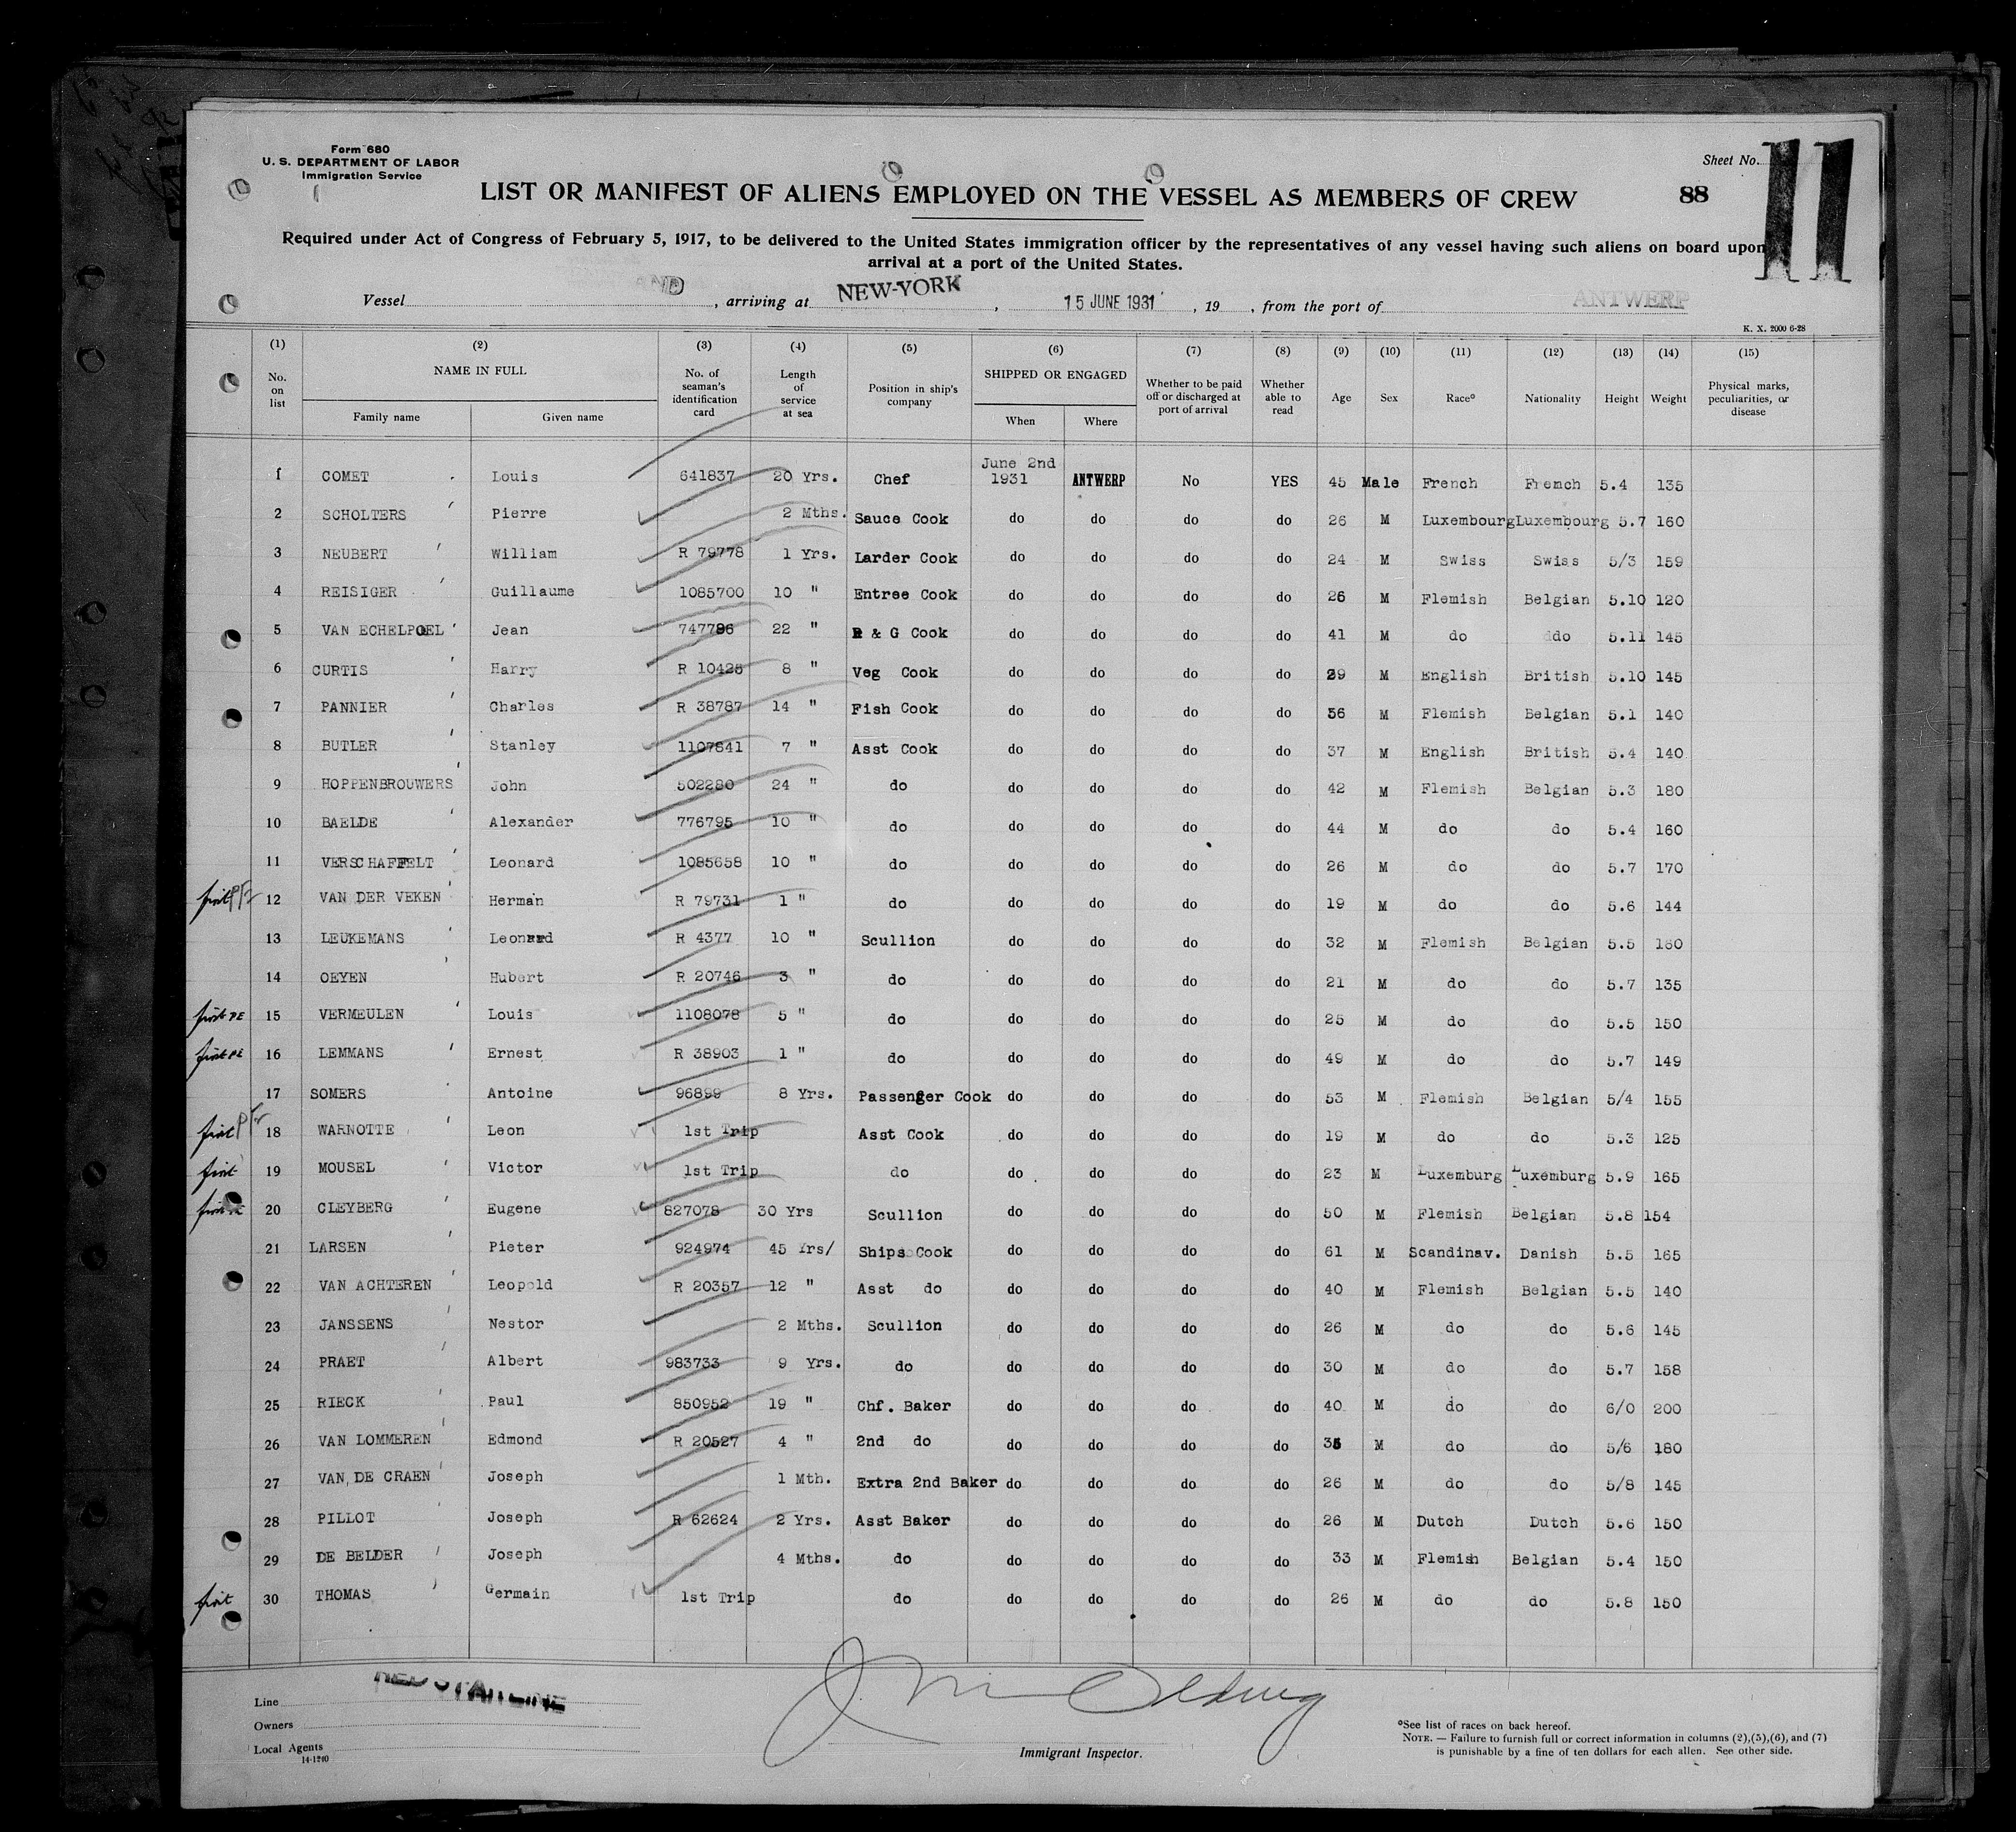 Form 680
U. S. DEPARTMENT OF LABOR
Immigration Service
Sheet No.
11
LIST OR MANIFEST OF ALIENS EMPLOYED ON THE VESSEL AS MEMBERS OF CREW
88
Required under Act of Congress of February 5, 1917, to be delivered to the United States immigration officer by the representatives of any vessel having such aliens on board upon
arrival at a port of the United States.
Vessel , arriving at NEW-YORK , 15 JUNE 1931 , 19 , from the port of ANTWERP
K. X. 2000 6-28
(1) (2) (3) (4) (5) (6) (7) (8) (9) (10) (11) (12) (13) (14) (15)
No. on list NAME IN FULL Family name Given name No. of seaman's identification card Length of service at sea Position in ship's company SHIPPED OR ENGAGED When Where Whether to be paid off or discharged at port of arrival Whether able to read Age Sex Race* Nationality Height Weight Physical marks, peculiarities, or disease
1 COMET Louis 641837 20 Yrs. Chef June 2nd 1931 ANTWERP No YES 45 Male French French 5.4 135
2 SCHOLTERS Pierre 2 Mths. Sauce Cook do do do do 26 M Luxembourg Luxembourg 5.7 160
3 NEUBERT William R 79778 1 Yrs. Larder Cook do do do do 24 M Swiss Swiss 5/3 159
4 REISIGER Guillaume 1085700 10 " Entree Cook do do do do 26 M Flemish Belgian 5.10 120
5 VAN ECHELPOEL Jean 747786 22 " R & G Cook do do do do 41 M do do 5.11 145
6 CURTIS Harry R 10425 8 " Veg Cook do do do do 29 M English British 5.10 145
7 PANNIER Charles R 38787 14 " Fish Cook do do do do 36 M Flemish Belgian 5.1 140
8 BUTLER Stanley 1107841 7 " Asst Cook do do do do 37 M English British 5.4 140
9 HOPPENBROUWERS John 502280 24 " do do do do do 42 M Flemish Belgian 5.3 180
10 BAELDE Alexander 776795 10 " do do do do do 44 M do do 5.4 160
11 VERSCHAFFELT Leonard 1085658 10 " do do do do do 26 M do do 5.7 170
first 12 VAN DER VEKEN Herman R 79731 1 " do do do do do 19 M do do 5.6 144
13 LEUKEMANS Leonard R 4377 10 " Scullion do do do do 32 M Flemish Belgian 5.5 160
14 OEYEN Hubert R 20746 3 " do do do do do 21 M do do 5.7 135
first PE 15 VERMEULEN Louis 1108078 5 " do do do do do 25 M do do 5.5 150
first PE 16 LEMMANS Ernest R 38903 1 " do do do do do 49 M do do 5.7 149
17 SOMERS Antoine 96899 8 Yrs. Passenger Cook do do do do 53 M Flemish Belgian 5/4 155
first 18 WARNOTTE Leon 1st Trip Asst Cook do do do do 19 M do do 5.3 125
first 19 MOUSEL Victor 1st Trip do do do do do 23 M Luxemburg Luxemburg 5.9 165
first 20 CLEYBERG Eugene 827078 30 Yrs Scullion do do do do 50 M Flemish Belgian 5.8 154
21 LARSEN Pieter 924974 45 Yrs/ Ships Cook do do do do 61 M Scandinav. Danish 5.5 165
22 VAN ACHTEREN Leopold R 20357 12 " Asst do do do do do 40 M Flemish Belgian 5.5 140
23 JANSSENS Nestor 2 Mths. Scullion do do do do 26 M do do 5.6 145
24 PRAET Albert 983733 9 Yrs. do do do do do 30 M do do 5.7 158
25 RIECK Paul 850952 19 " Chf. Baker do do do do 40 M do do 6/0 200
26 VAN LOMMEREN Edmond R 20527 4 " 2nd do do do do do M do do 5/6 180
27 VAN DE CRAEN Joseph 1 Mth. Extra 2nd Baker do do do do 26 M do do 5/8 145
28 PILLOT Joseph R 62624 2 Yrs. Asst Baker do do do do 26 M Dutch Dutch 5.6 150
29 DE BELDER Joseph 4 Mths. do do do do do 33 M Flemish Belgian 5.4 150
first 30 THOMAS Germain 1st Trip do do do do do 26 M do do 5.8 150
Line RED STAR LINE
Owners
Local Agents
14-1240
Immigrant Inspector.
*See list of races on back hereof.
NOTE. — Failure to furnish full or correct information in columns (2),(5),(6), and (7)
is punishable by a fine of ten dollars for each alien. See other side.